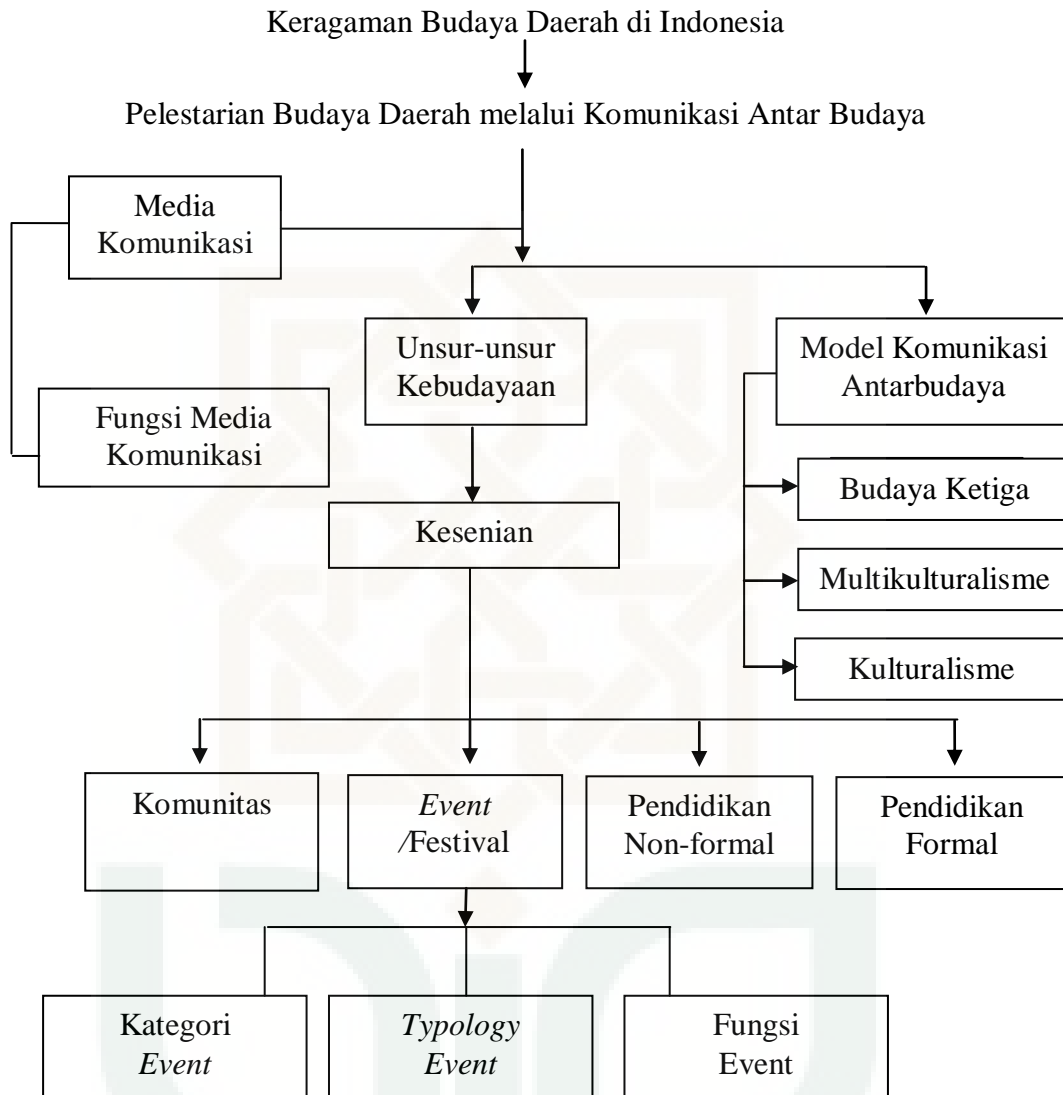 Keragaman Budaya Daerah di Indonesia
Pelestarian Budaya Daerah melalui Komunikasi Antar Budaya
Media
Komunikasi
Fungsi Media
Komunikasi
Unsur-unsur
Kebudayaan
Model Komunikasi
Antarbudaya
Budaya Ketiga
Kesenian
Multikulturalisme
Kulturalisme
Komunitas
Event
/Festival
Pendidikan
Non-formal
Pendidikan
Formal
Kategori
Event
Typology
Event
Fungsi
Event